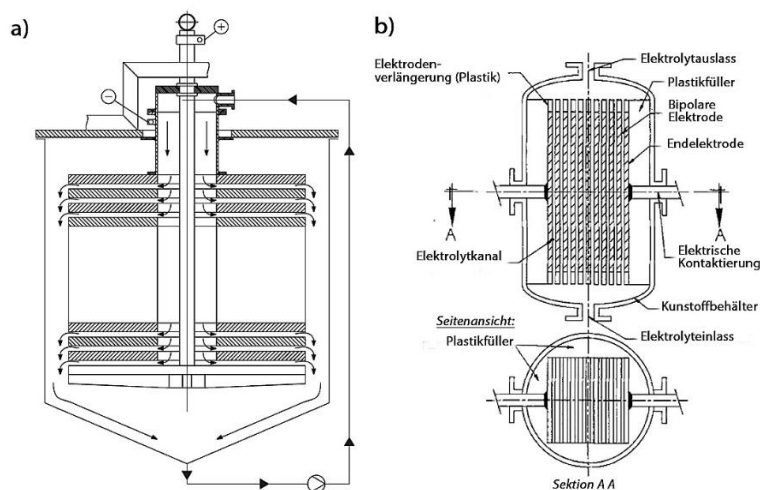 a)
+
−
b)
Elektroden-
verlängerung (Plastik)
Elektrolytauslass
Plastikfüller
Bipolare
Elektrode
Endelektrode
A
A
Elektrolytkanal
Elektrische
Kontaktierung
Kunstoffbehälter
Seitenansicht:
Plastikfüller
Elektrolyteinlass
Sektion A A